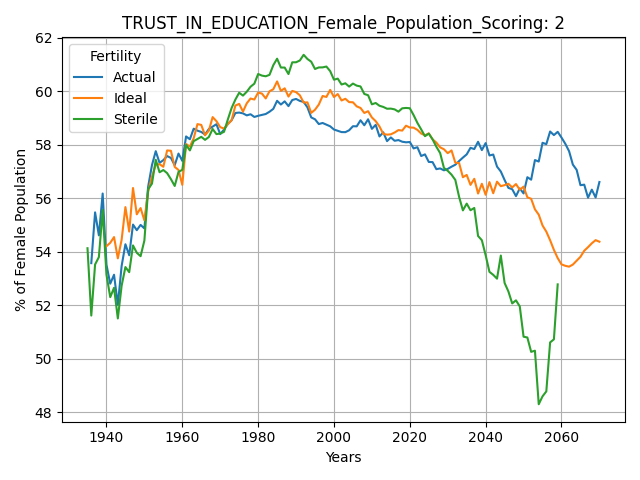 TRUST_IN_EDUCATION_Female_Population_Scoring: 2
% of Female Population
62
60
58
56
54
52
50
48
Fertility
Actual
Ideal
Sterile
1940 1960 1980 2000 2020 2040 2060
Years